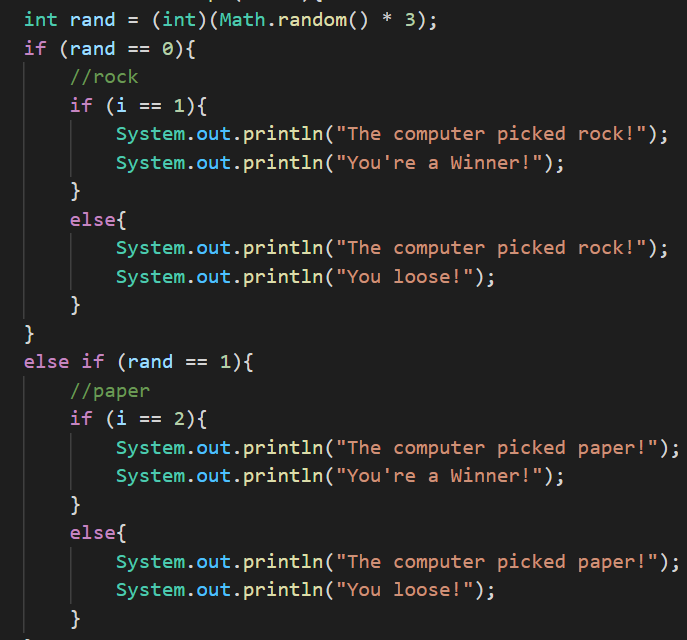 int rand = (int)(Math.random() * 3);
if (rand == 0){
    //rock
    if (i == 1){
        System.out.println("The computer picked rock!");
        System.out.println("You're a Winner!");
    }
    else{
        System.out.println("The computer picked rock!");
        System.out.println("You loose!");
    }
}
else if (rand == 1){
    //paper
    if (i == 2){
        System.out.println("The computer picked paper!");
        System.out.println("You're a Winner!");
    }
    else{
        System.out.println("The computer picked paper!");
        System.out.println("You loose!");
    }